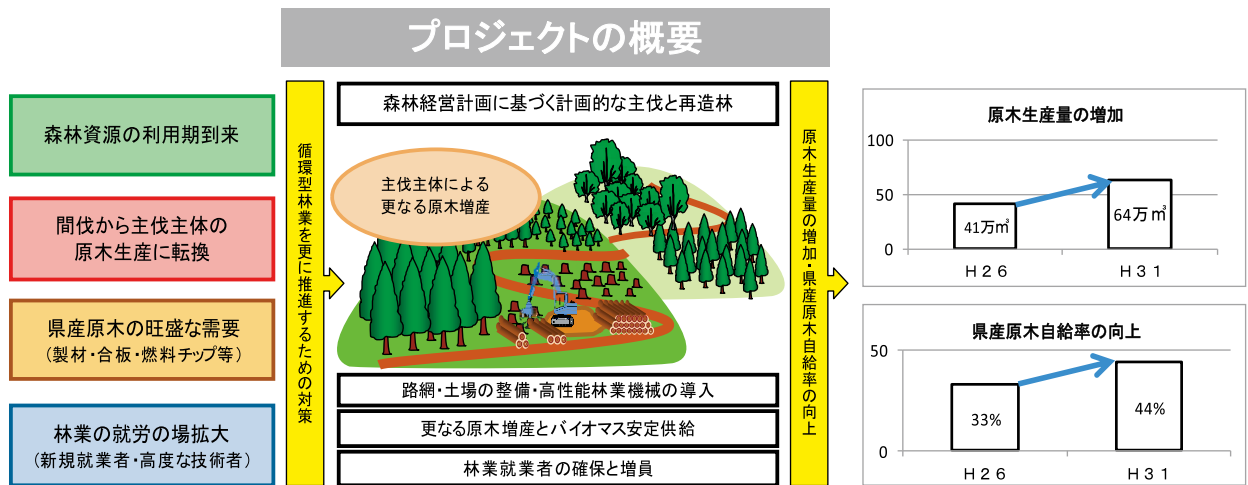 プロジェクトの概要
森林資源の利用期到来
間伐から主伐主体の
原木生産に転換
県産原木の旺盛な需要
(製材・合板・燃料チップ等)
林業の就労の場拡大
(新規就業者・高度な技術者)
循環型林業を更に推進するための対策
森林経営計画に基づく計画的な主伐と再造林
主伐主体による
更なる原木増産
路網・土場の整備・高性能林業機械の導入
更なる原木増産とバイオマス安定供給
林業就業者の確保と増員
原木生産量の増加・県産原木自給率の向上
原木生産量の増加
100
50
0
41万㎥
64万㎥
H26
H31
県産原木自給率の向上
50
0
33%
44%
H26
H31